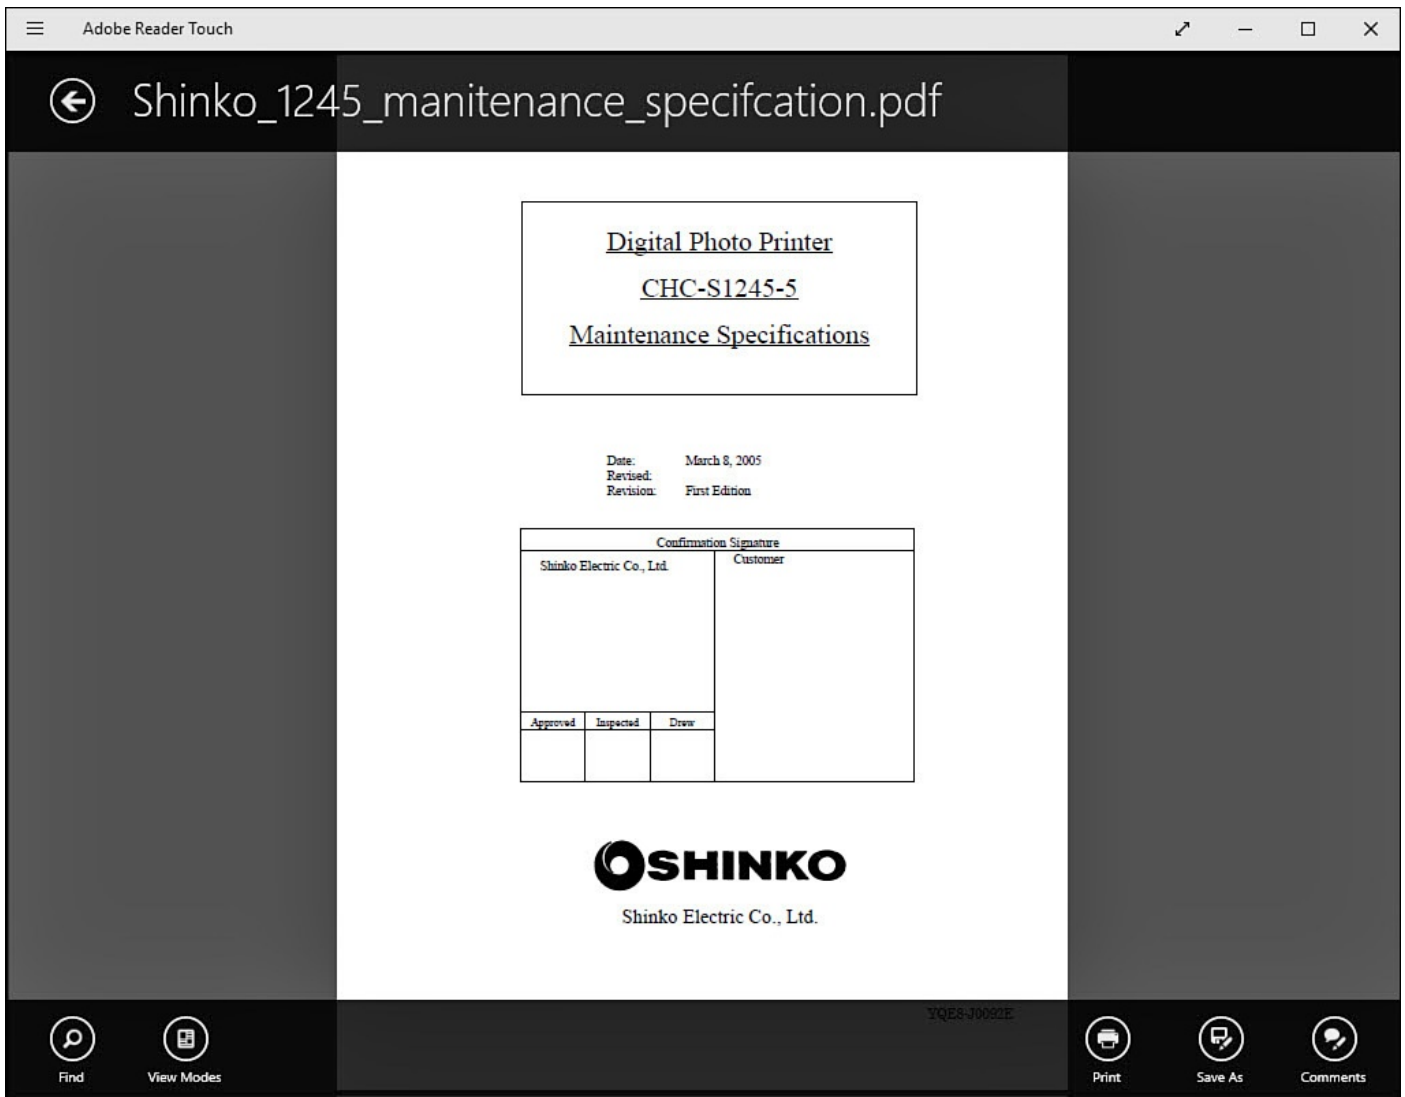 Adobe Reader Touch
Shinko_1245_manitenance_specifcation.pdf
Digital Photo Printer
CHC-S1245-5
Maintenance Specifications
Date: March 8, 2005
Revised:
Revision: First Edition
Confirmation Signature
Shinko Electric Co., Ltd.
Customer
Approved Inspected Drew
SHINKO
Shinko Electric Co., Ltd.
YQE8-J0092E
Find View Modes Print Save As Comments